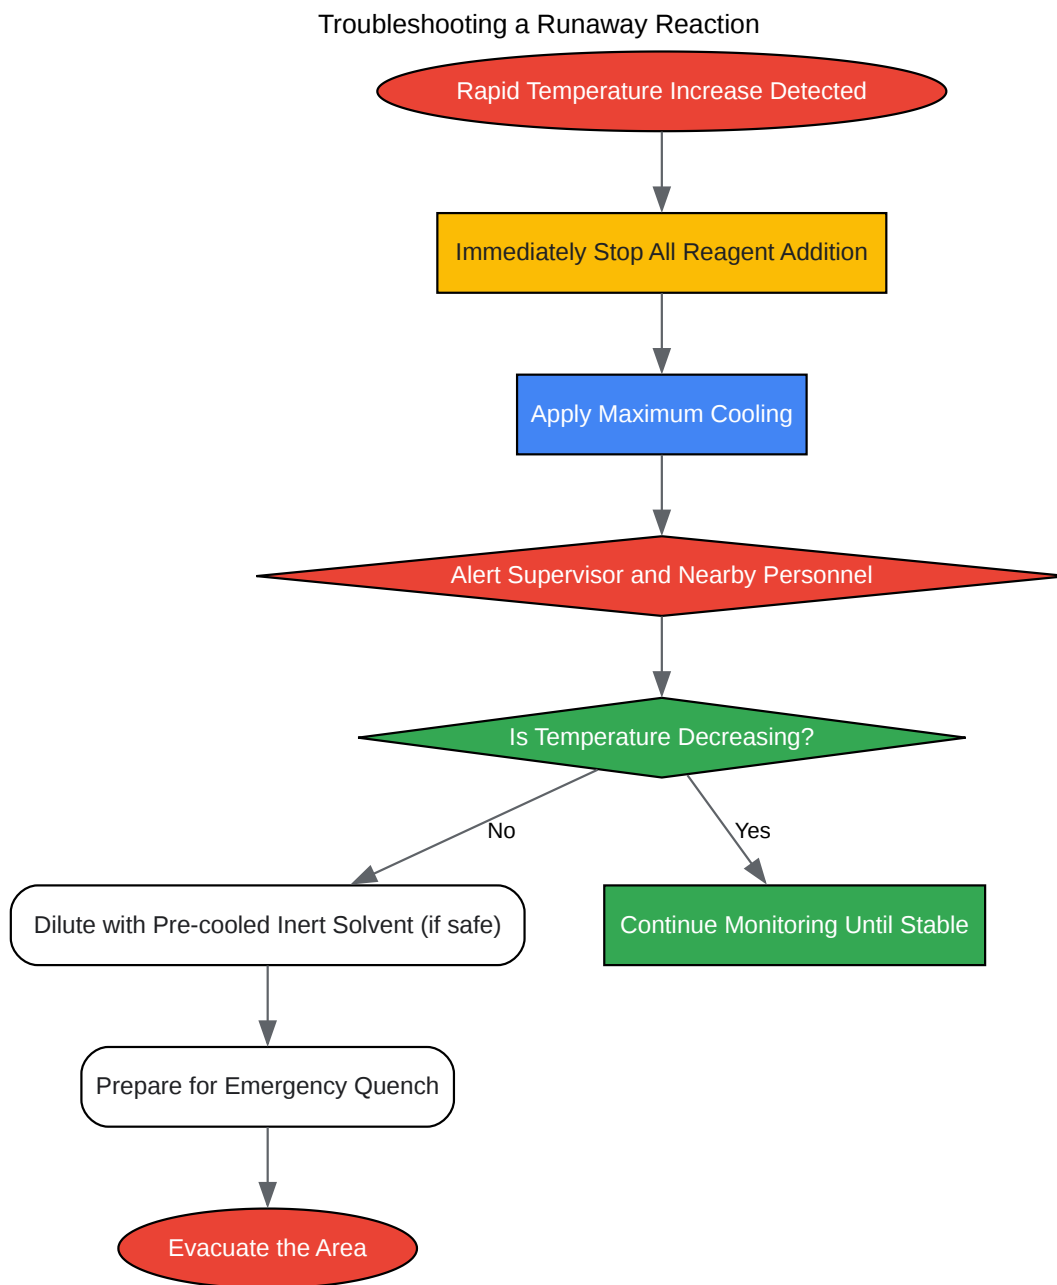 Troubleshooting a Runaway Reaction
Rapid Temperature Increase Detected
Immediately Stop All Reagent Addition
Apply Maximum Cooling
Alert Supervisor and Nearby Personnel
Is Temperature Decreasing?
No
Yes
Dilute with Pre-cooled Inert Solvent (if safe)
Continue Monitoring Until Stable
Prepare for Emergency Quench
Evacuate the Area